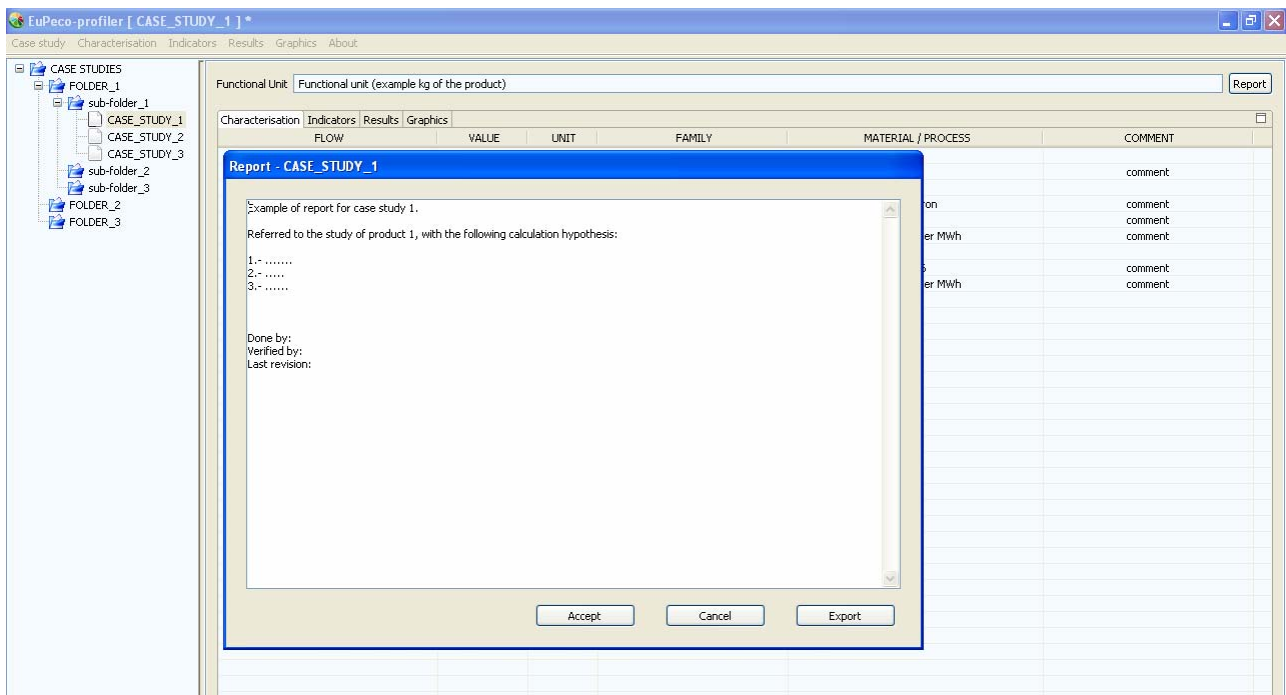 EuPeco-profiler [ CASE_STUDY_1 ] *
Case study Characterisation Indicators Results Graphics About
CASE STUDIES
FOLDER_1
sub-folder_1
CASE_STUDY_1
CASE_STUDY_2
CASE_STUDY_3
sub-folder_2
sub-folder_3
FOLDER_2
FOLDER_3
Functional Unit Functional unit (example kg of the product) Report
Characterisation Indicators Results Graphics
FLOW VALUE UNIT FAMILY MATERIAL / PROCESS COMMENT
comment
ron comment
comment
er MWh comment
comment
er MWh comment
Report - CASE_STUDY_1
Example of report for case study 1.
Referred to the study of product 1, with the following calculation hypothesis:
1.- .......
2.- .....
3.- ......
Done by:
Verified by:
Last revision:
Accept Cancel Export